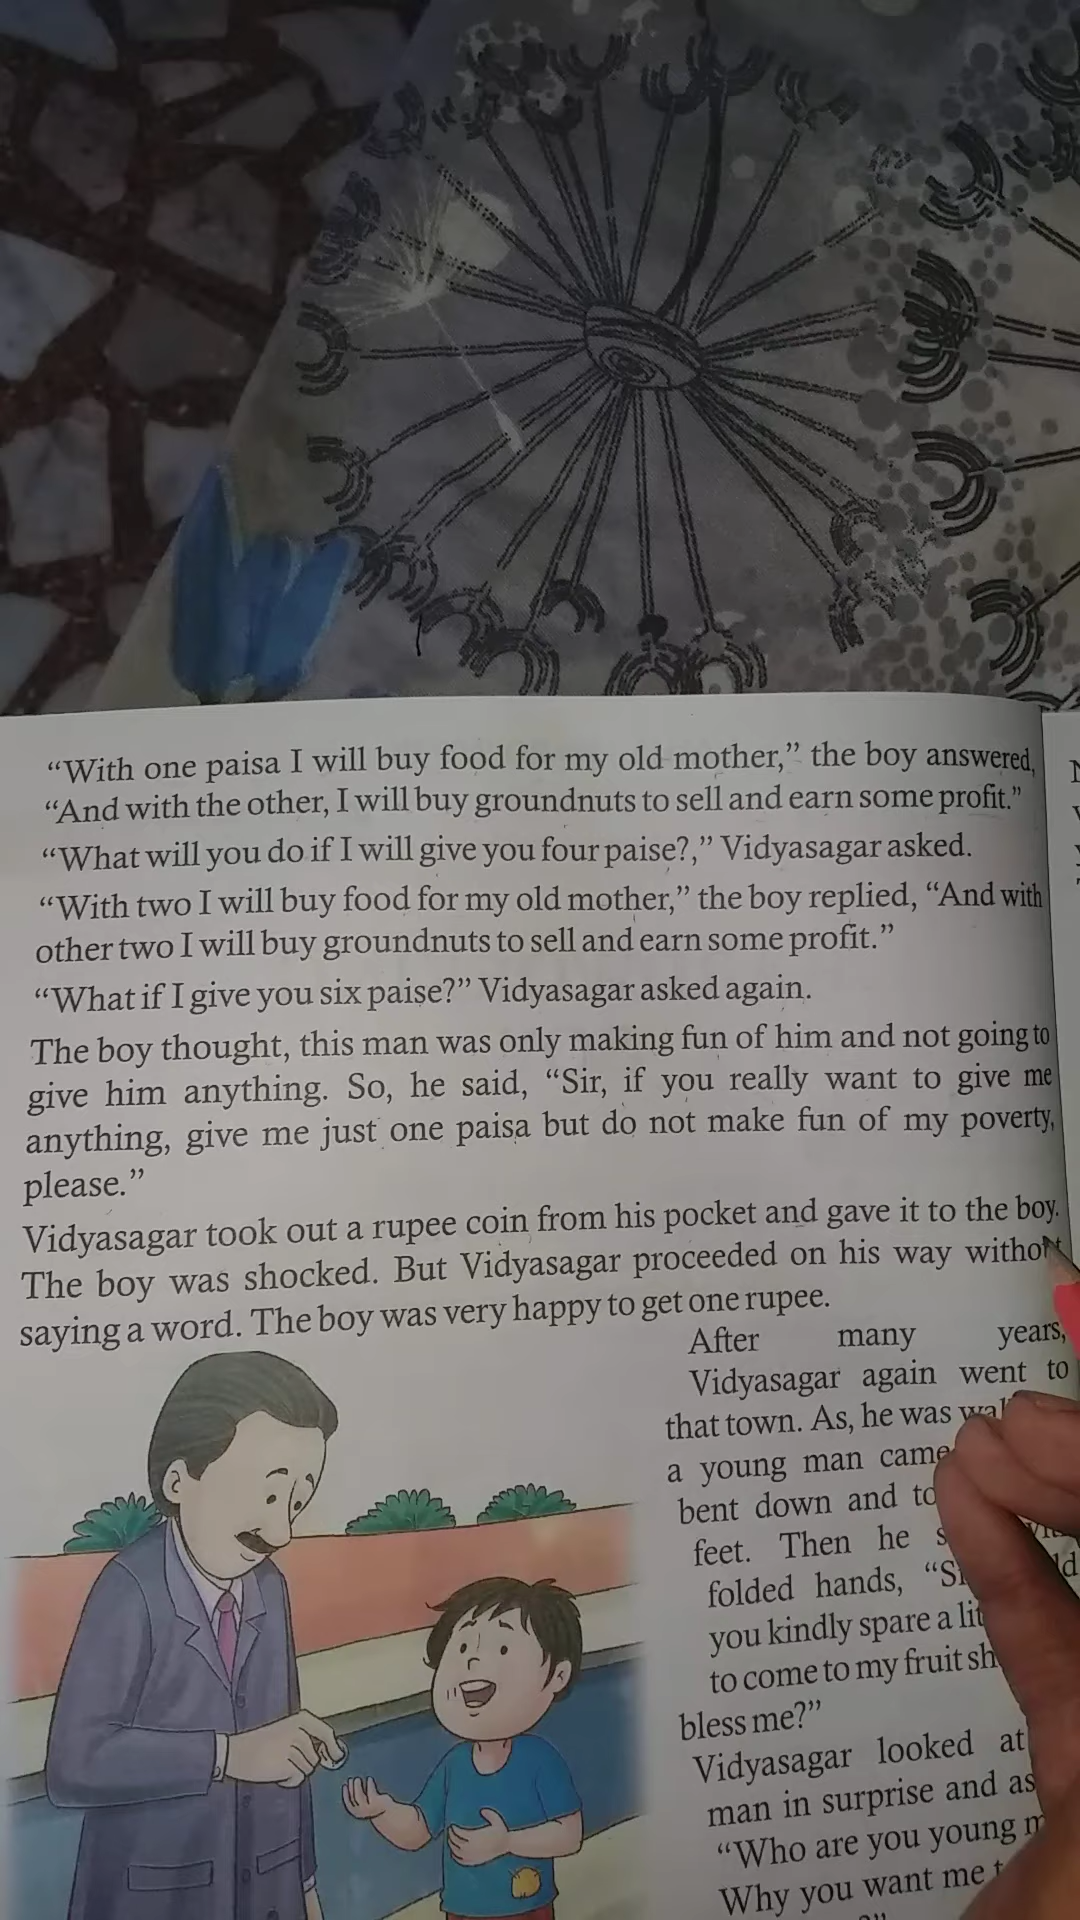 “With one paisa I will buy food for my old mother,” the boy answered,
“And with the other, I will buy groundnuts to sell and earn some profit.”
“What will you do if I will give you four paise?,” Vidyasagar asked.
“With two I will buy food for my old mother,” the boy replied, “And with
other two I will buy groundnuts to sell and earn some profit.”
“What if I give you six paise?” Vidyasagar asked again.
The boy thought, this man was only making fun of him and not going to
give him anything. So, he said, “Sir, if you really want to give me
anything, give me just one paisa but do not make fun of my poverty,
please.”
Vidyasagar took out a rupee coin from his pocket and gave it to the boy.
The boy was shocked. But Vidyasagar proceeded on his way
saying a word. The boy was very happy to get one rupee.
After many years,
Vidyasagar again went to
that town. As, he was
a young man came
bent down and
feet. Then he
folded hands,
you kindly spare a
to come to my fruit
bless me?”
Vidyasagar looked at
man in surprise and
“Who are you young
Why you want me